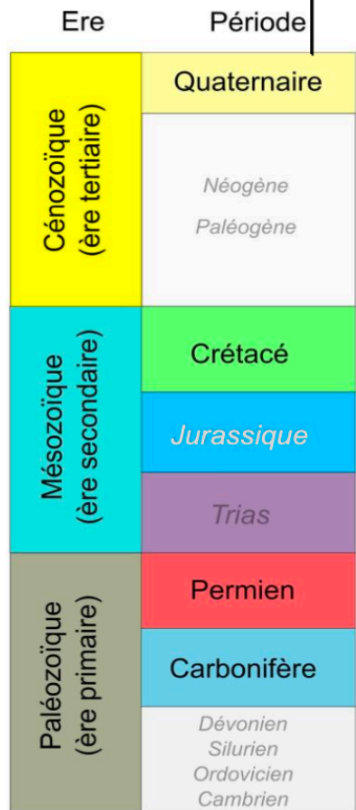 Ere Période
Cénozoïque
(ère tertiaire)
Quaternaire
Néogène
Paléogène
Mésozoïque
(ère secondaire)
Crétacé
Jurassique
Trias
Paléozoïque
(ère primaire)
Permien
Carbonifère
Dévonien
Silurien
Ordovicien
Cambrien